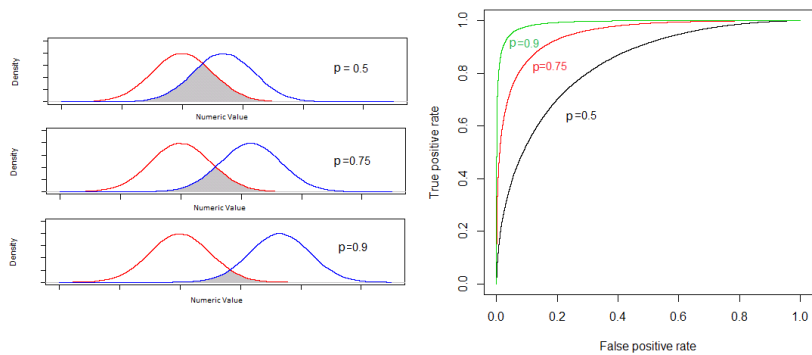 Density
p = 0.5
Numeric Value
Density
p=0.75
Numeric Value
Density
p=0.9
Numeric Value
True positive rate
1.0
0.8
0.6
0.4
0.2
0.0
p=0.9
p=0.75
p=0.5
0.0 0.2 0.4 0.6 0.8 1.0
False positive rate